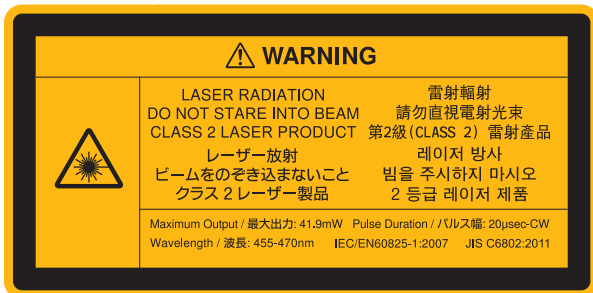 WARNING
LASER RADIATION
DO NOT STARE INTO BEAM
CLASS 2 LASER PRODUCT
雷射輻射
請勿直視電射光束
第2級(CLASS 2) 雷射產品
レーザー放射
ビームをのぞき込まないこと
クラス 2 レーザー製品
레이저 방사
빔을 주시하지 마시오
2 등급 레이저 제품
Maximum Output / 最大出力: 41.9mW Pulse Duration / パルス幅: 20μsec-CW
Wavelength / 波長: 455-470nm IEC/EN60825-1:2007 JIS C6802:2011